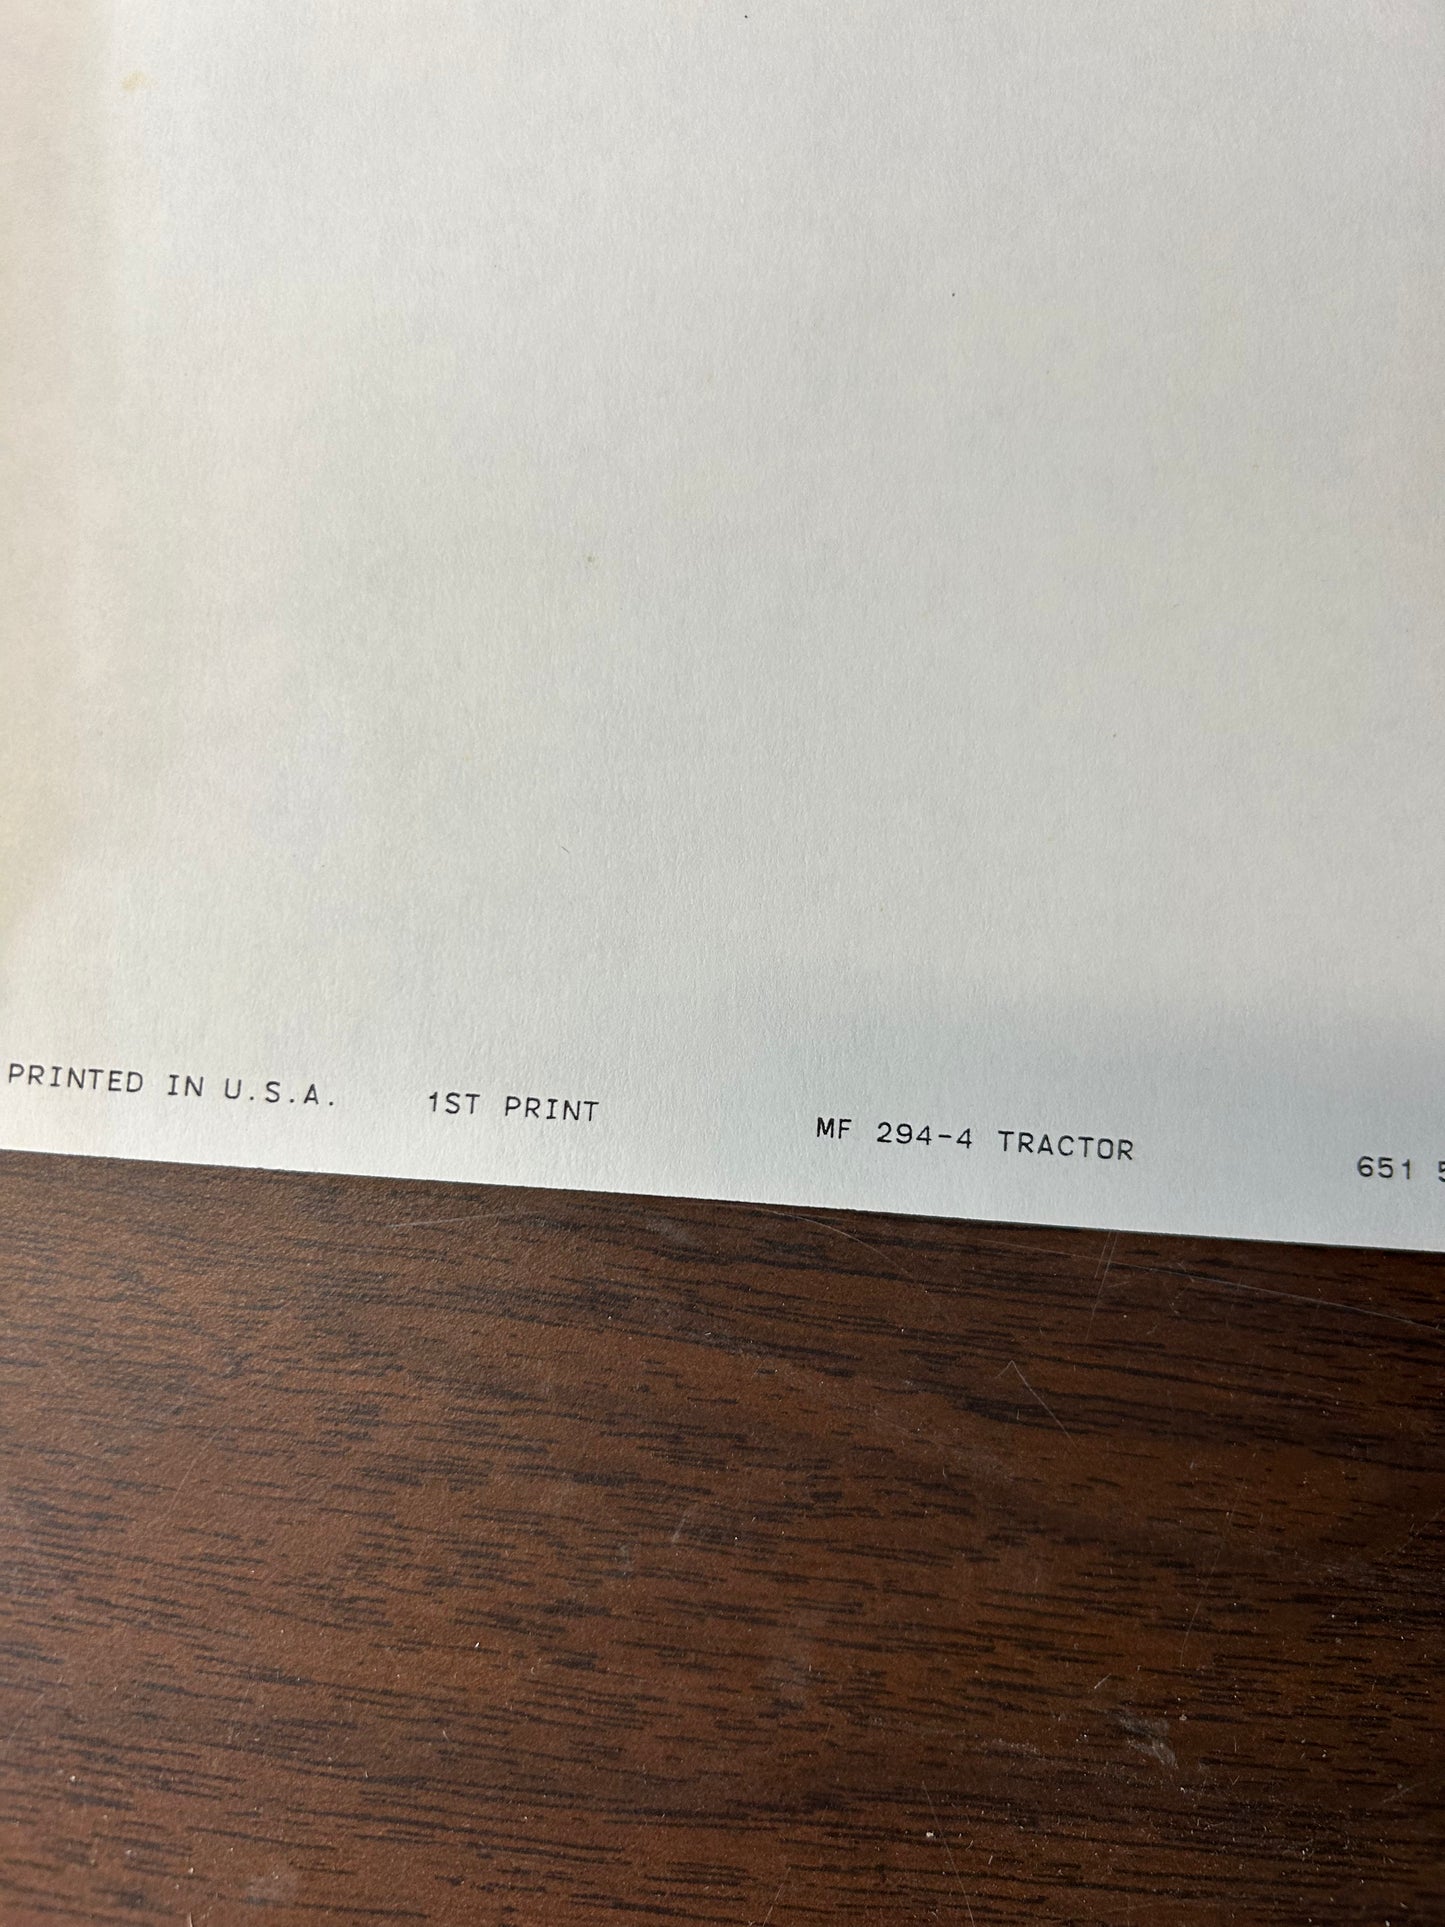 PRINTED IN U.S.A. 1ST PRINT MF 294-4 TRACTOR 651